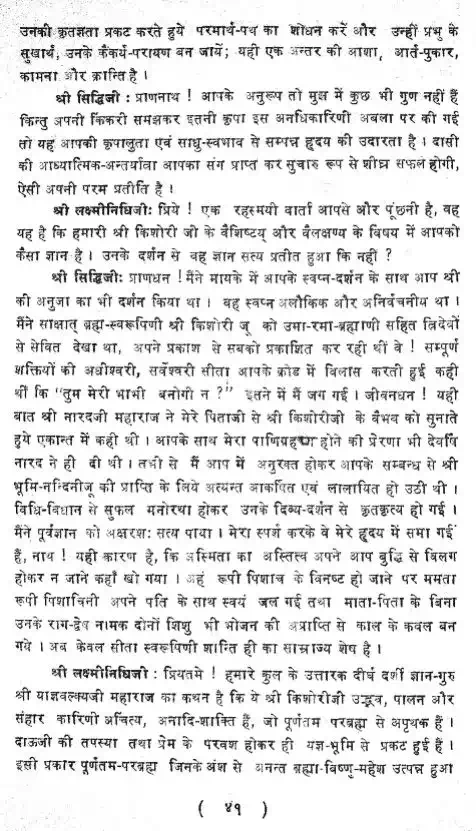 उनकी कृतज्ञता प्रकट करते हुये परमार्थ-पथ का शोधन करें और उन्हीं प्रभु के
सुखार्थ, उनके कैंकर्य-परायण बन जायें; यही एक अन्तर की आशा, आर्त-पुकार,
कामना और क्रान्ति है ।
श्री सिद्धिजी : प्राणनाथ ! आपके अनुरूप तो मुझ में कुछ भी गुण नहीं हैं
किन्तु अपनी किंकरी समझकर इतनी कृपा इस अनधिकारिणी अबला पर की गई
तो यह आपकी कृपालुता एवं साधु-स्वभाव से सम्पन्न हृदय की उदारता है । दासी
की आध्यात्मिक-अन्तर्यात्रा आपका संग प्राप्त कर सुचारु रूप से शीघ्र सफल होगी,
ऐसी अपनी परम प्रतीति है ।
श्री लक्ष्मीनिधिजी: प्रिये ! एक रहस्मयी वार्ता आपसे और पूंछनी है, वह
यह है कि हमारी श्री किशोरी जी के वैशिष्टय् और वैलक्षण्य के विषय में आपको
कैसा ज्ञान है । उनके दर्शन से वह ज्ञान सत्य प्रतीत हुआ कि नहीं ?
श्री सिद्धिजी: प्राणधन ! मैंने मायके में आपके स्वप्न-दर्शन के साथ आप श्री
की अनुजा का भी दर्शन किया था । वह स्वप्न अलौकिक और अनिर्वचनीय था ।
मैंने साक्षात् ब्रह्म-स्वरूपिणी श्री किशोरी जू को उमा-रमा-ब्रह्माणी सहित त्रिदेवों
से सेवित देखा था, अपने प्रकाश से सबको प्रकाशित कर रही थीं वे ! सम्पूर्ण
शक्तियों की अधीश्वरी, सर्वेश्वरी सीता आपके क्रोड में विलास करती हुई कही
थीं कि "तुम मेरी भाभी बनोगी न ?" इतने में मैं जग गई । जीवनधन ! यही
बात श्री नारदजी महाराज ने मेरे पिताजी से श्री किशोरीजी के वैभव को सुनाते
हुये एकान्त में कही थी । आपके साथ मेरा पाणिग्रहण होने की प्रेरणा भी देवर्षि
नारद ने ही दी थी । तभी से मैं आप में अनुरक्त होकर आपके सम्बन्ध से श्री
भूमि-नन्दिनीजू की प्राप्ति के लिये अत्यन्त आकर्षित एवं लालायित हो उठी थी ।
विधि-विधान से सुफल मनोरथा होकर उनके दिव्य-दर्शन से कृतकृत्य हो गई ।
मैंने पूर्वज्ञान को अक्षरशः सत्य पाया । मेरा स्पर्श करके वे मेरे हृदय में समा गई
हैं, नाथ ! यही कारण है, कि अस्मिता का अस्तित्व अपने आप बुद्धि से विलग
होकर न जाने कहाँ खो गया । अहं रूपी पिशाच के विनष्ट हो जाने पर ममता
रूपी पिशाचिनी अपने पति के साथ स्वयं जल गई तथा माता-पिता के बिना
उनके राग-द्वेष नामक दोनों शिशु भी भोजन की अप्राप्ति से काल के कवल बन
गये । अब केवल सीता स्वरूपिणी शान्ति ही का साम्राज्य शेष है ।
श्री लक्ष्मीनिधिजी : प्रियतमे ! हमारे कुल के उत्तारक दीर्घ दर्शी ज्ञान-गुरु
श्री याज्ञवल्क्यजी महाराज का कथन है कि ये श्री किशोरीजी उद्भव, पालन और
संहार कारिणी अचिंत्य, अनादि-शाक्ति हैं, जो पूर्णतम परब्रह्म से अपृथक हैं ।
दाऊजी की तपस्या तथा प्रेम के परवश होकर ही यज्ञ-भूमि से प्रकट हुई हैं ।
इसी प्रकार पूर्णतम-परब्रह्म जिनके अंश से अनन्त ब्रह्मा-विष्णु-महेश उत्पन्न हुआ
( ४१ )